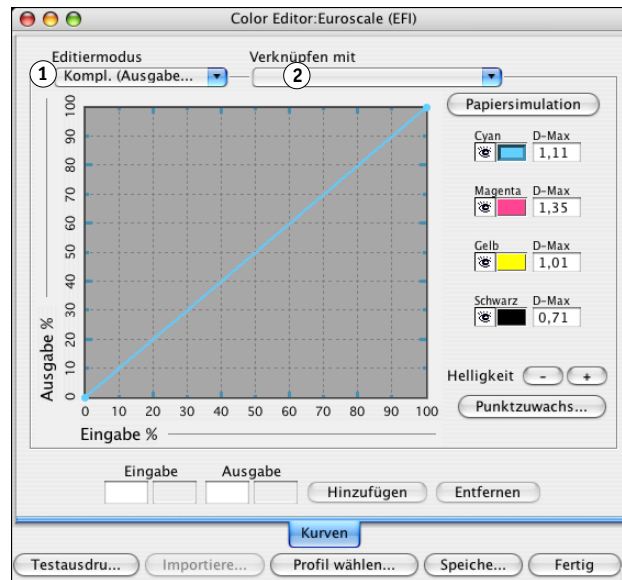 Color Editor:Euroscale (EFI)
Editiermodus
Verknüpfen mit
1
Kompl. (Ausgabe...
2
Papiersimulation
Cyan D-Max
1,11
Magenta D-Max
1,35
Gelb D-Max
1,01
Schwarz D-Max
0,71
Helligkeit - +
Punktzuwachs...
Ausgabe %
100
90
80
70
60
50
40
30
20
10
0
0 10 20 30 40 50 60 70 80 90 100
Eingabe %
Eingabe Ausgabe
Hinzufügen Entfernen
Kurven
Testausdru... Importiere... Profil wählen... Speiche... Fertig